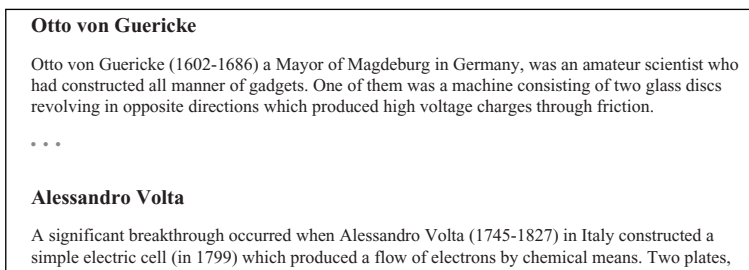 Otto von Guericke
Otto von Guericke (1602-1686) a Mayor of Magdeburg in Germany, was an amateur scientist who
had constructed all manner of gadgets. One of them was a machine consisting of two glass discs
revolving in opposite directions which produced high voltage charges through friction.
• • •
Alessandro Volta
A significant breakthrough occurred when Alessandro Volta (1745-1827) in Italy constructed a
simple electric cell (in 1799) which produced a flow of electrons by chemical means. Two plates,